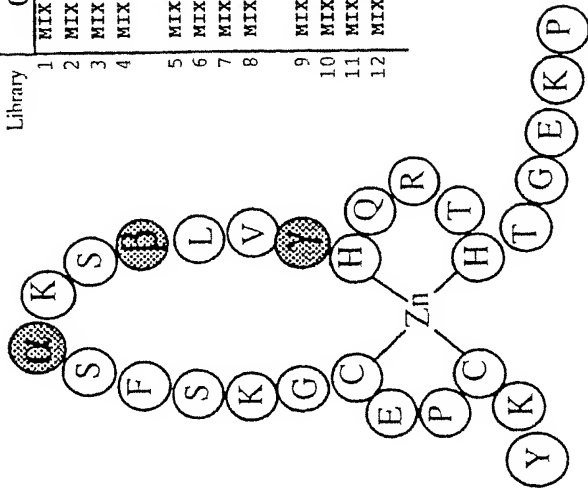 Library
1 MIX
2 MIX
3 MIX
4 MIX
5 MIX
6 MIX
7 MIX
8 MIX
9 MIX
10 MIX
11 MIX
12 MIX
Y K C P E C G K S F S α K S β L V γ H Q R T H T G E K P
Zn